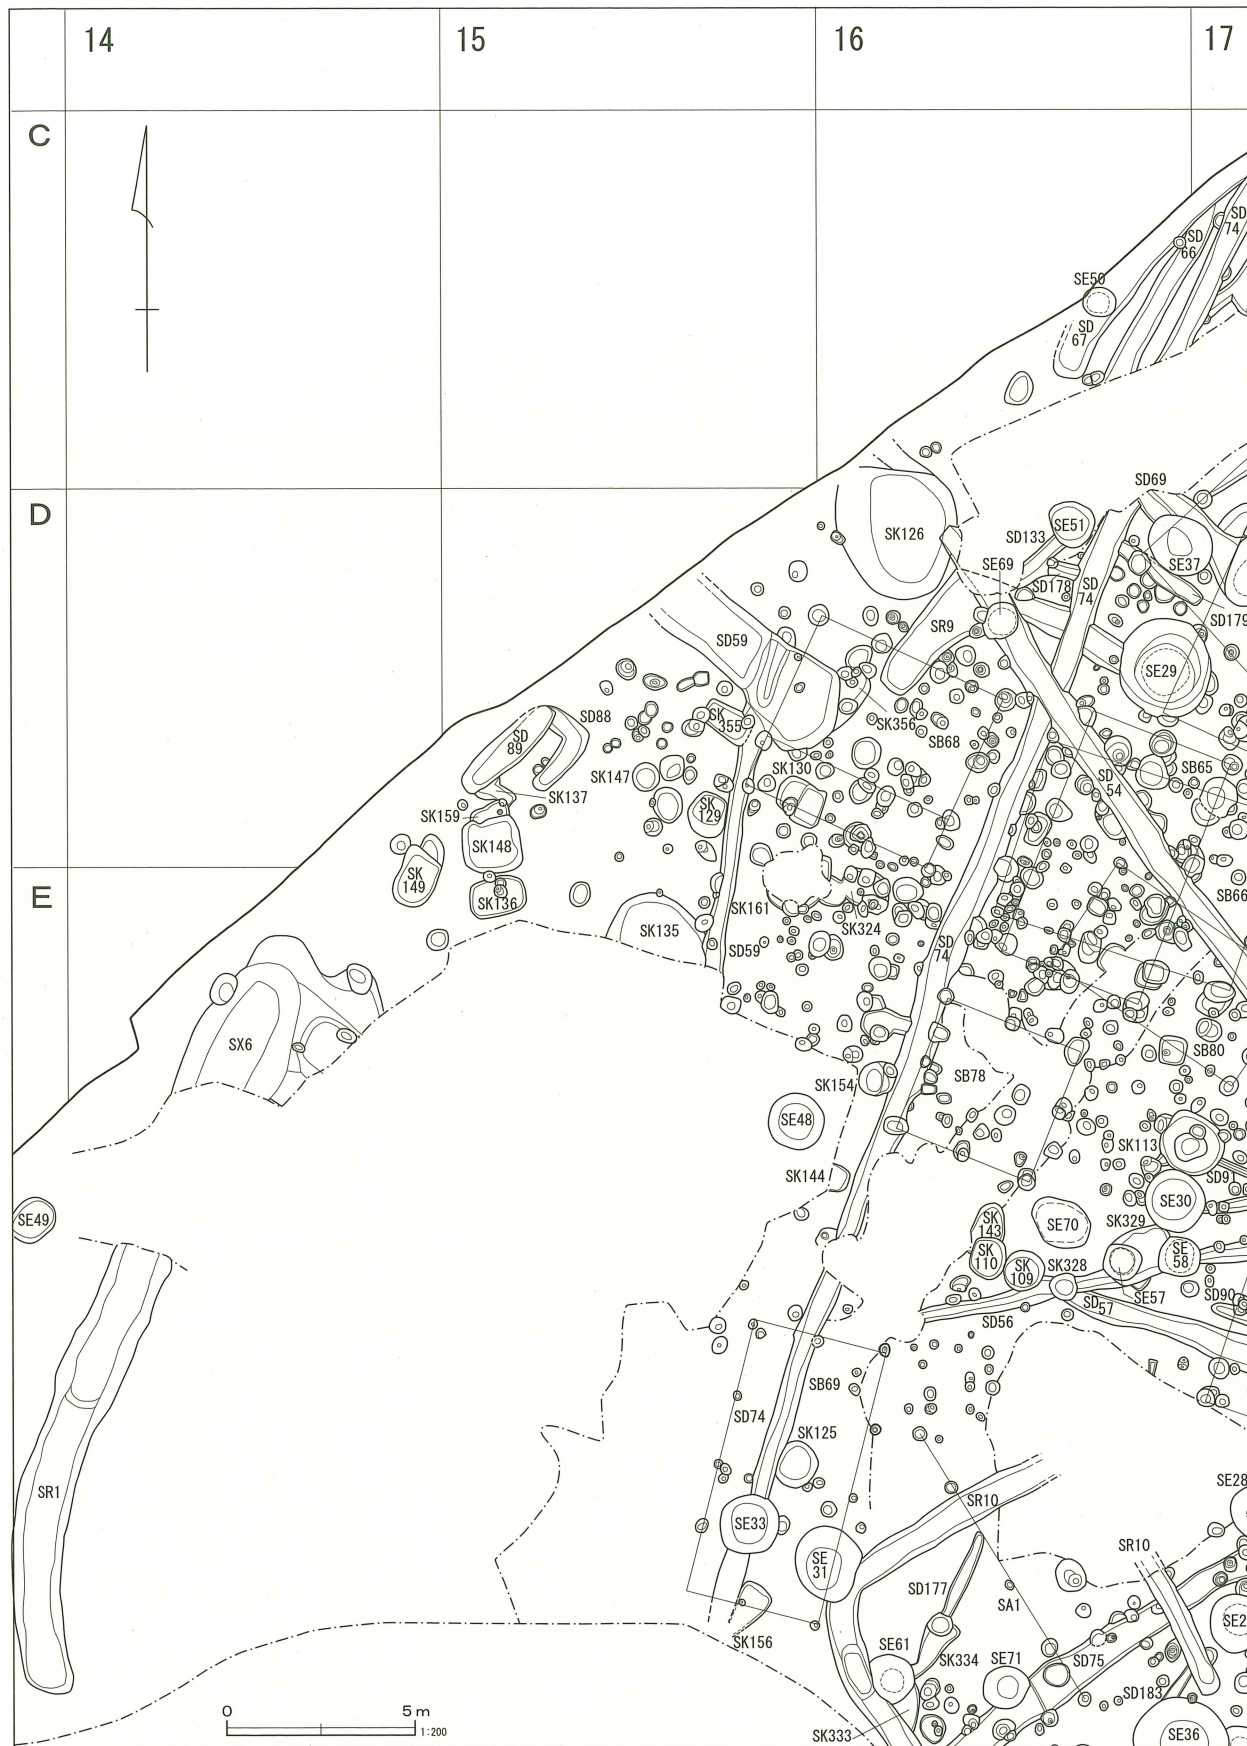 14 15 16 17
C
SD
74
SD
66
SE50
SD
67
D
SD69
SK126
SE51
SD133
SE69
SE37
SD178
SD
74
SD179
SR9
SD59
SE29
SK
355
SK356
SD88
SD
89
SB68
SK130
SB65
SK147
SD
54
SK137
SK159
SK
129
SK148
SK
149
E
SK136
SK161
SK324
SB66
SK135
SD59
SD
74
SX6
SB80
SK154
SB78
SE48
SK113
SK144
SD91
SE30
SE49
SK
143
SE70
SK329
SK
110
SK
109
SK328
SE
58
SE57
SD90
SD
57
SD56
SB69
SD74
SK125
SR1
SE28
SR10
SE33
SR10
SE
31
SD177
SA1
SE2
SK156
SE61
SK334
SE71
SD75
SD183
0 5m
1:200
SK333
SE36